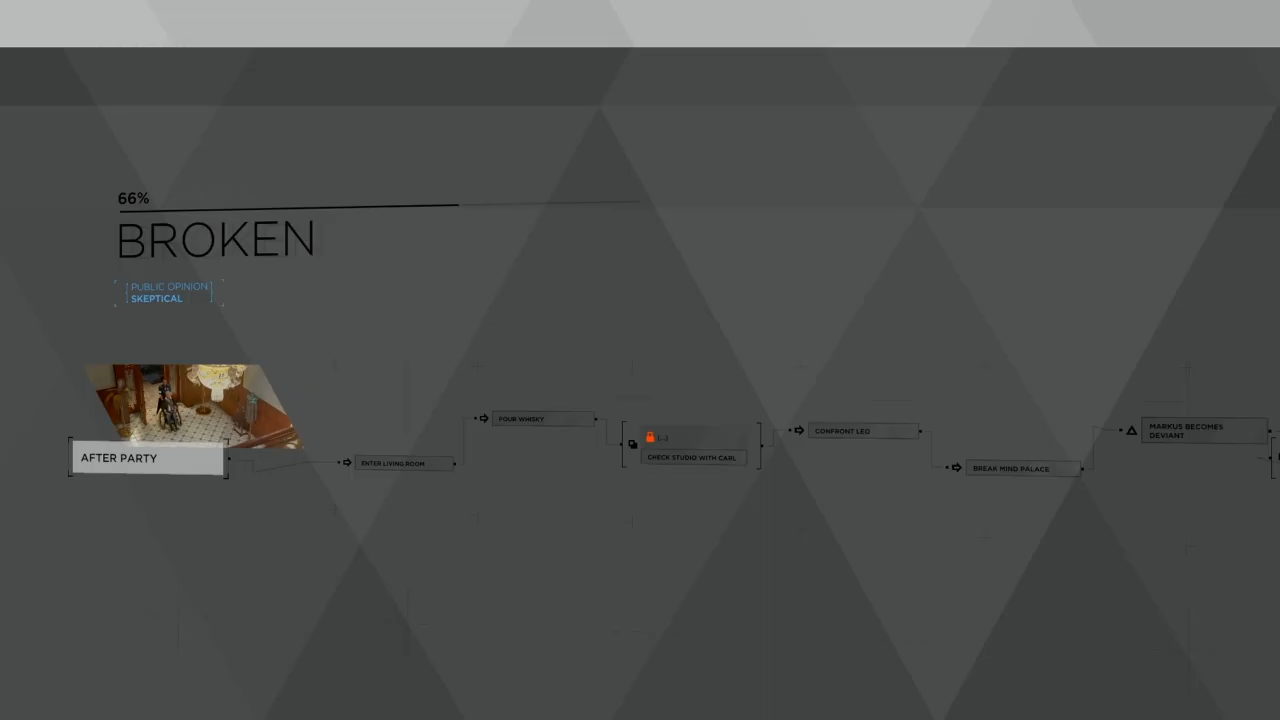 66%
BROKEN
PUBLIC OPINION
SKEPTICAL
AFTER PARTY
ENTER LIVING ROOM
POUR WHISKY
[...]
CHECK STUDIO WITH CARL
CONFRONT LEO
BREAK MIND PALACE
MARKUS BECOMES
DEVIANT